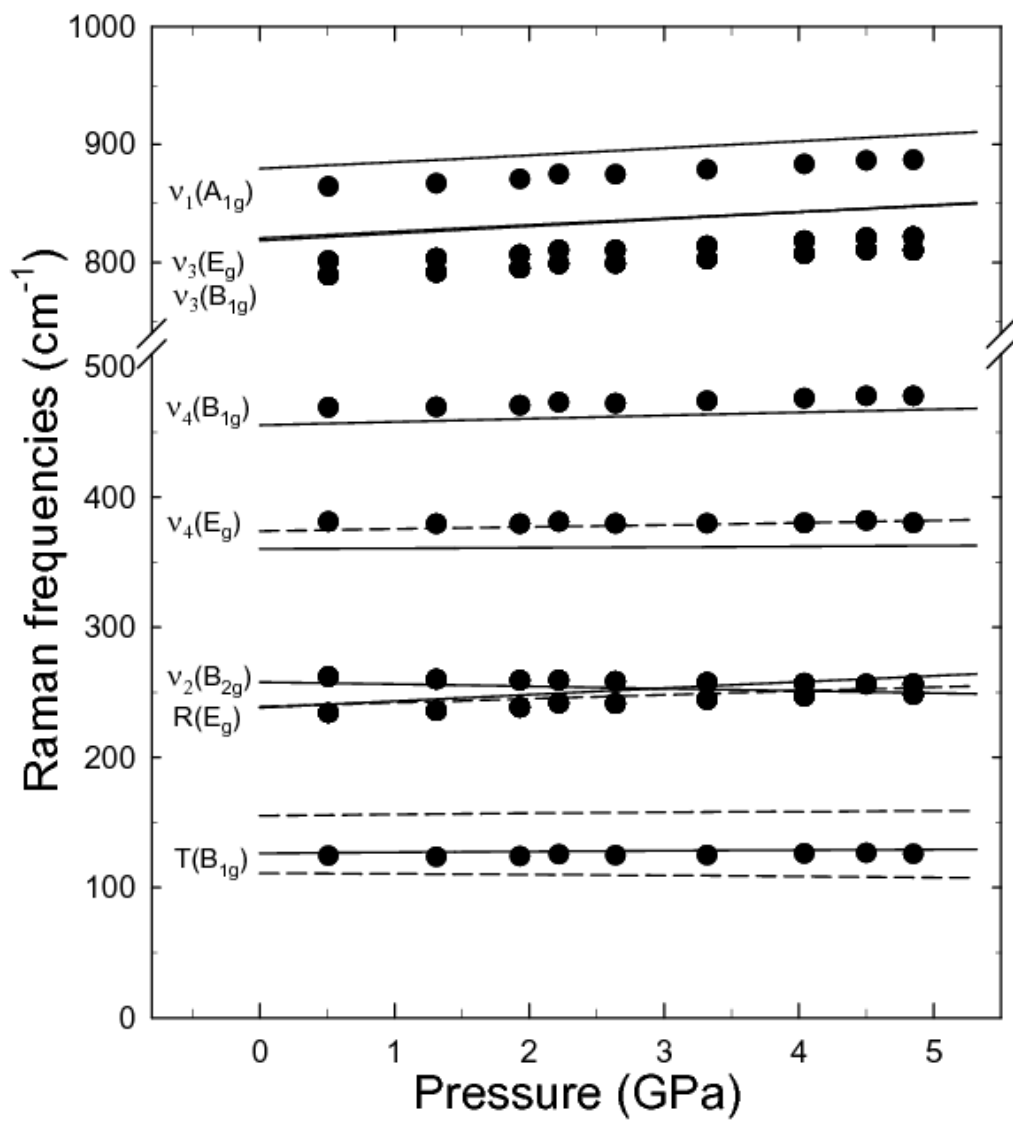 1000
900
800
500
400
300
200
100
0
Raman frequencies (cm⁻¹)
ν₁(A₁g)
ν₃(Eg)
ν₃(B₁g)
ν₄(B₁g)
ν₄(Eg)
ν₂(B₂g)
R(Eg)
T(B₁g)
0 1 2 3 4 5
Pressure (GPa)